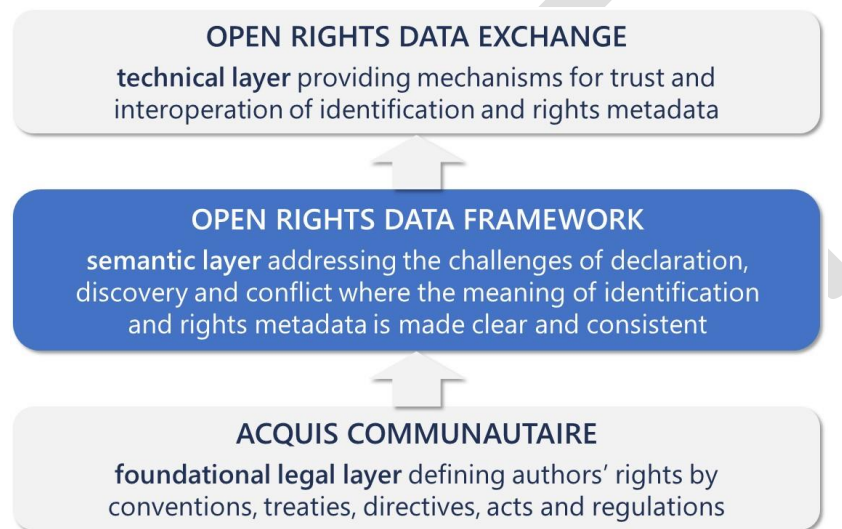 OPEN RIGHTS DATA EXCHANGE
technical layer providing mechanisms for trust and
interoperation of identification and rights metadata
OPEN RIGHTS DATA FRAMEWORK
semantic layer addressing the challenges of declaration,
discovery and conflict where the meaning of identification
and rights metadata is made clear and consistent
ACQUIS COMMUNAUTAIRE
foundational legal layer defining authors’ rights by
conventions, treaties, directives, acts and regulations